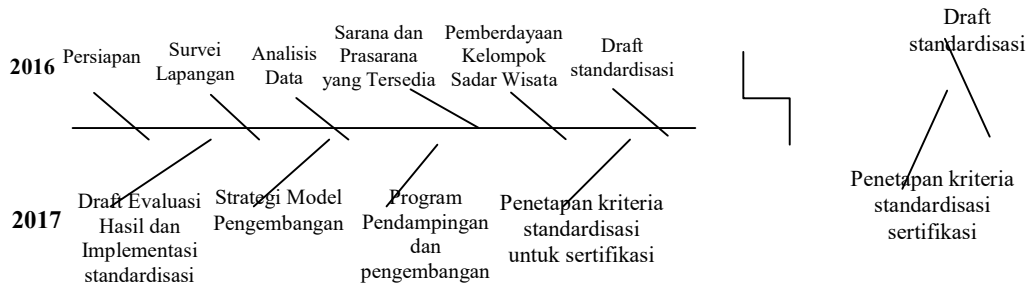 2016
Persiapan
Survei
Lapangan
Analisis
Data
Sarana dan
Prasarana
yang Tersedia
Pemberdayaan
Kelompok
Sadar Wisata
Draft
standardisasi
Draft
standardisasi
2017
Draft Evaluasi
Hasil dan
Implementasi
standardisasi
Strategi Model
Pengembangan
Program
Pendampingan
dan
pengembangan
Penetapan kriteria
standardisasi
untuk sertifikasi
Penetapan kriteria
standardisasi
sertifikasi